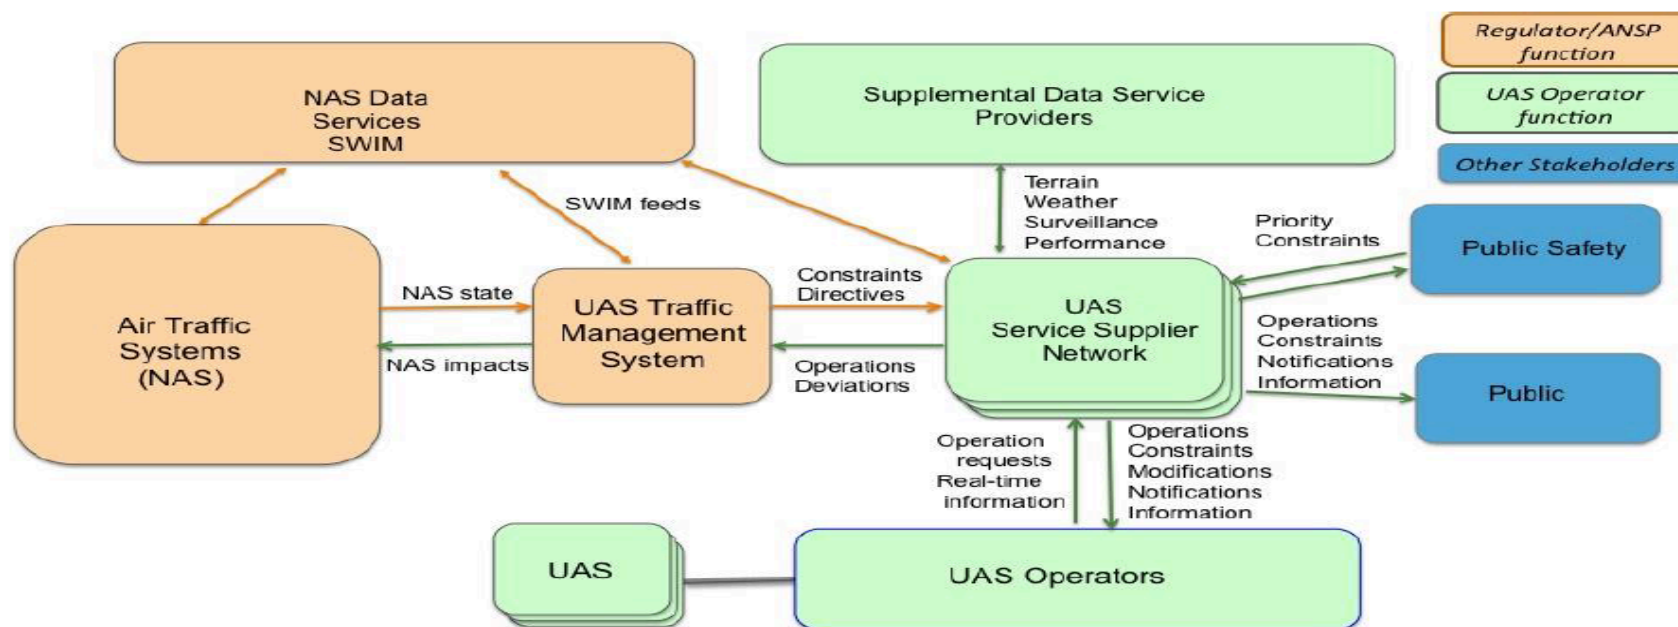 Regulator/ANSP
function
UAS Operator
function
Other Stakeholders
NAS Data
Services
SWIM
Supplemental Data Service
Providers
SWIM feeds
Terrain
Weather
Surveillance
Performance
Priority
Constraints
Public Safety
Air Traffic
Systems
(NAS)
NAS state
NAS impacts
UAS Traffic
Management
System
Constraints
Directives
Operations
Deviations
UAS
Service Supplier
Network
Operations
Constraints
Notifications
Information
Public
Operation
requests
Real-time
information
Operations
Constraints
Modifications
Notifications
Information
UAS
UAS Operators